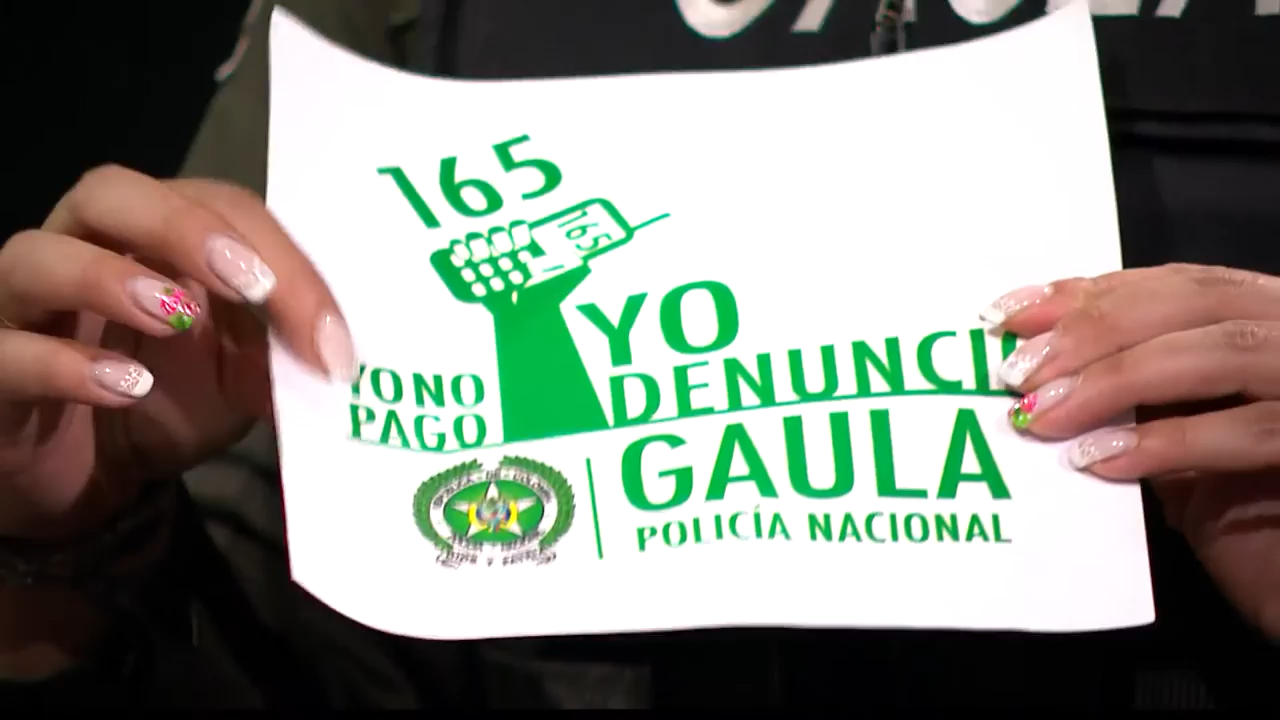 165
165
YO NO
PAGO
YO
DENUNCI
GAULA
POLICÍA NACIONAL